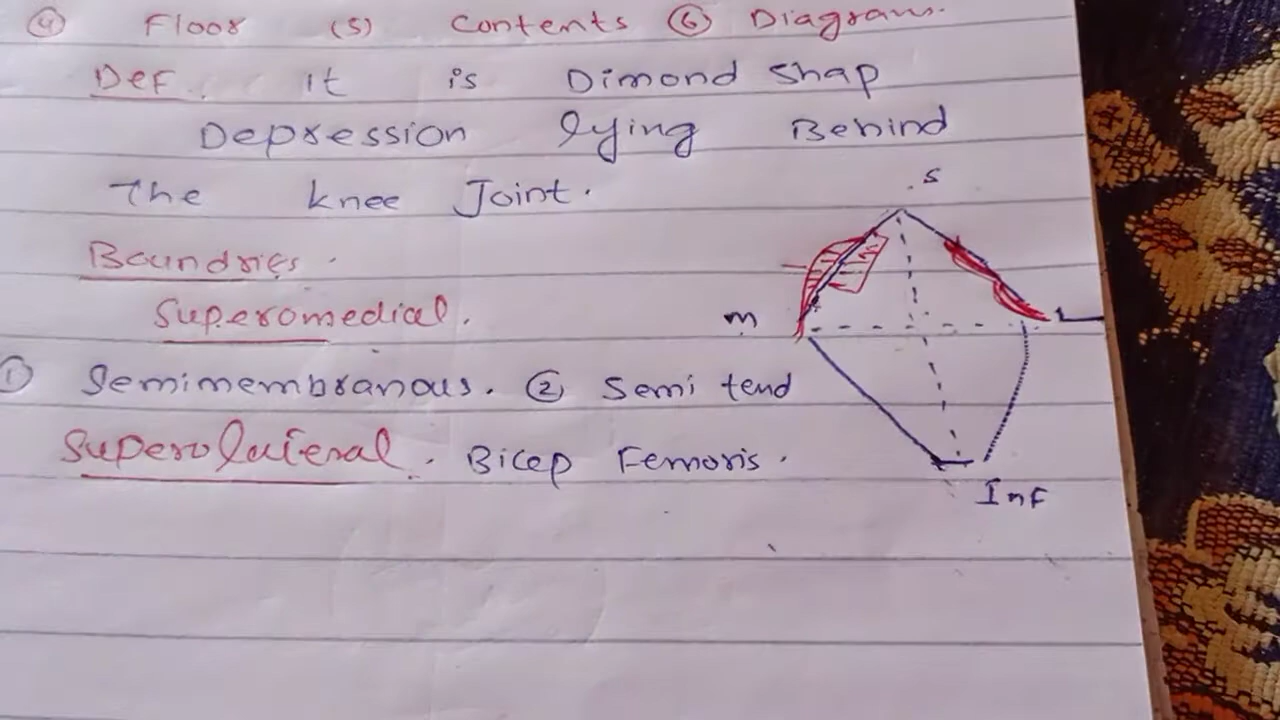 ④ Floor (5) Contents ⑥ Diagram.
Def. it is Dimond Shap
Depression lying Behind
The knee Joint.
S
Boundries.
Superomedial.
m
L
① Semimembranous. ② Semi tend
Superolateral. Bicep Femoris.
Inf